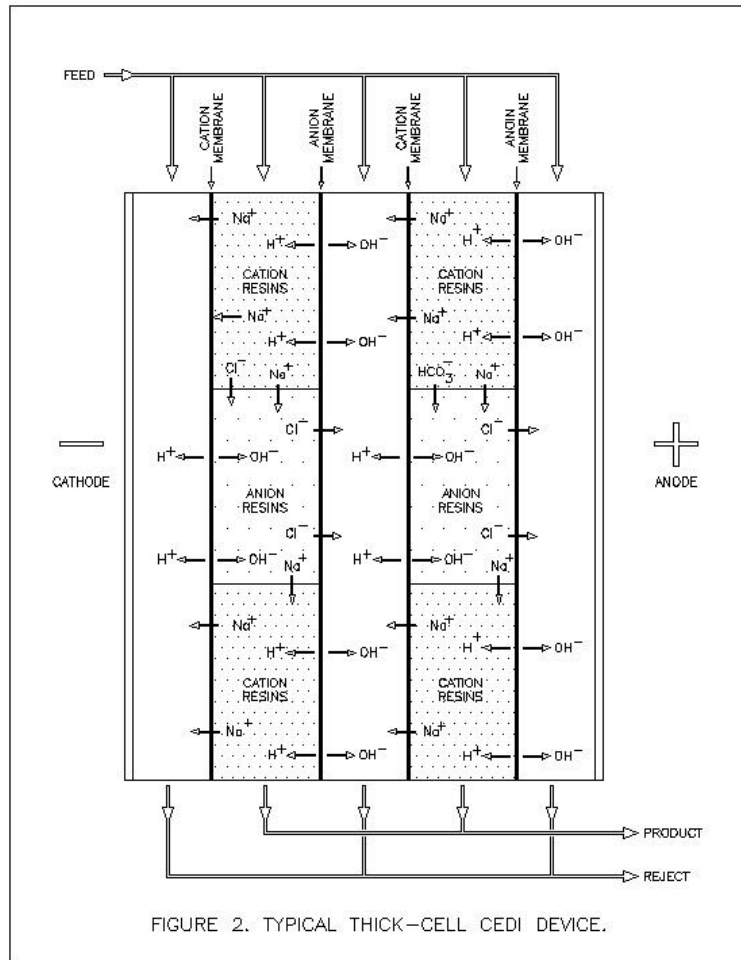 FEED
CATION
MEMBRANE
ANION
MEMBRANE
CATION
MEMBRANE
ANOIN
MEMBRANE
Na+
Na+
H+ OH-
H+ OH-
CATION
RESINS
CATION
RESINS
Na+
Na+
H+ OH-
H+ OH-
Cl- Na+
HCO3- Na+
Cl-
Cl-
H+ OH-
H+ OH-
CATHODE
ANODE
ANION
RESINS
ANION
RESINS
Cl-
Cl-
H+ OH-
H+ OH-
Na+
Na+
Na+
Na+
H+ OH-
H+ OH-
CATION
RESINS
CATION
RESINS
Na+
Na+
H+ OH-
H+ OH-
PRODUCT
REJECT
FIGURE 2. TYPICAL THICK-CELL CEDI DEVICE.